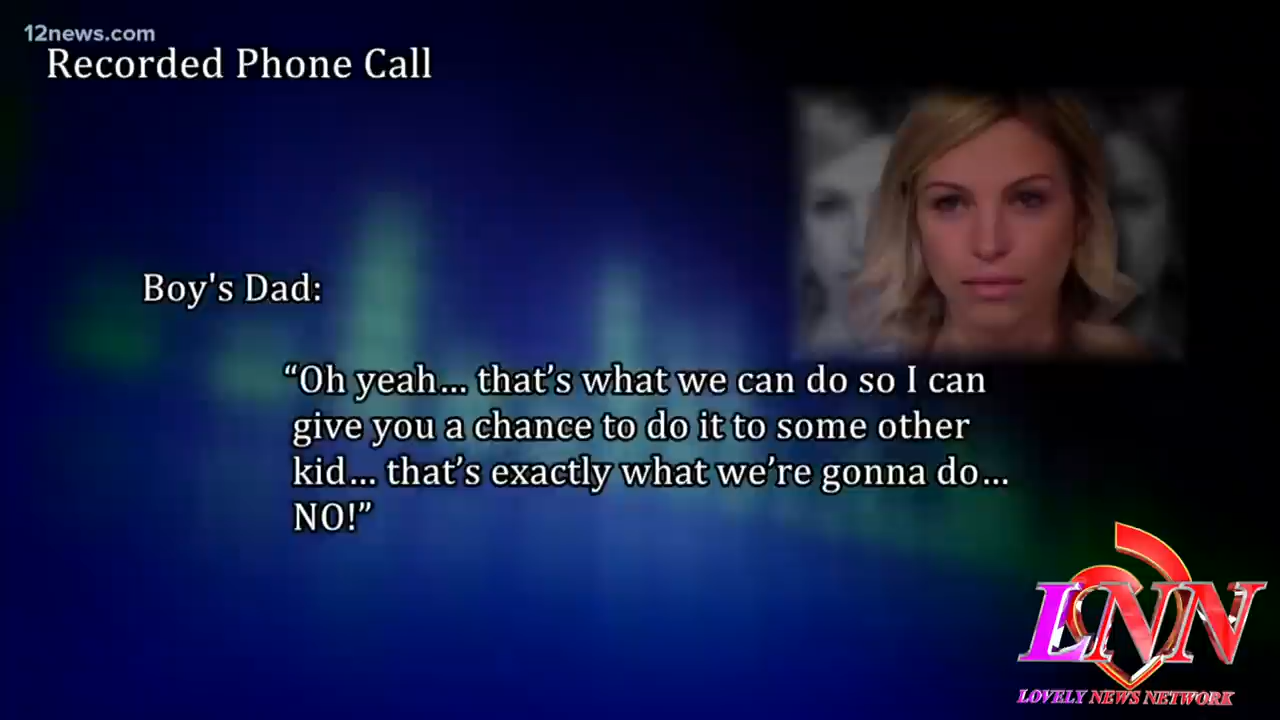 12news.com
Recorded Phone Call
Boy's Dad:
“Oh yeah... that’s what we can do so I can
give you a chance to do it to some other
kid... that’s exactly what we’re gonna do...
NO!”
LNN
LOVELY NEWS NETWORK